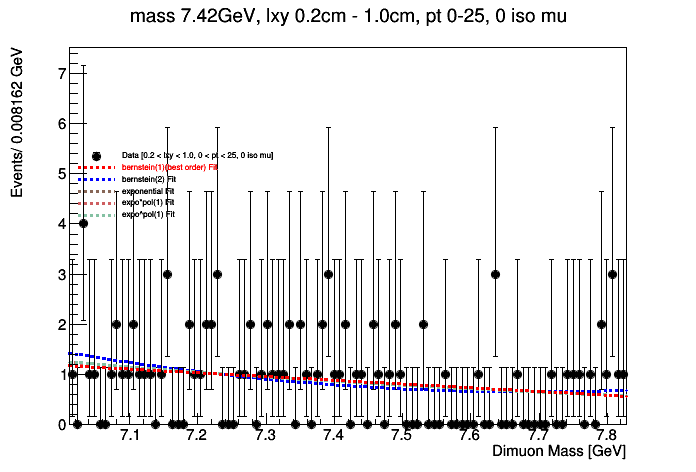 mass 7.42GeV, lxy 0.2cm - 1.0cm, pt 0-25, 0 iso mu
Events/ 0.008162 GeV
7
6
5
4
3
2
1
0
Data [0.2 < lxy < 1.0, 0 < pt < 25, 0 iso mu]
bernstein(1)(best order) Fit
bernstein(2) Fit
exponential Fit
expo*pol(1) Fit
expo^pol(1) Fit
7.1 7.2 7.3 7.4 7.5 7.6 7.7 7.8
Dimuon Mass [GeV]